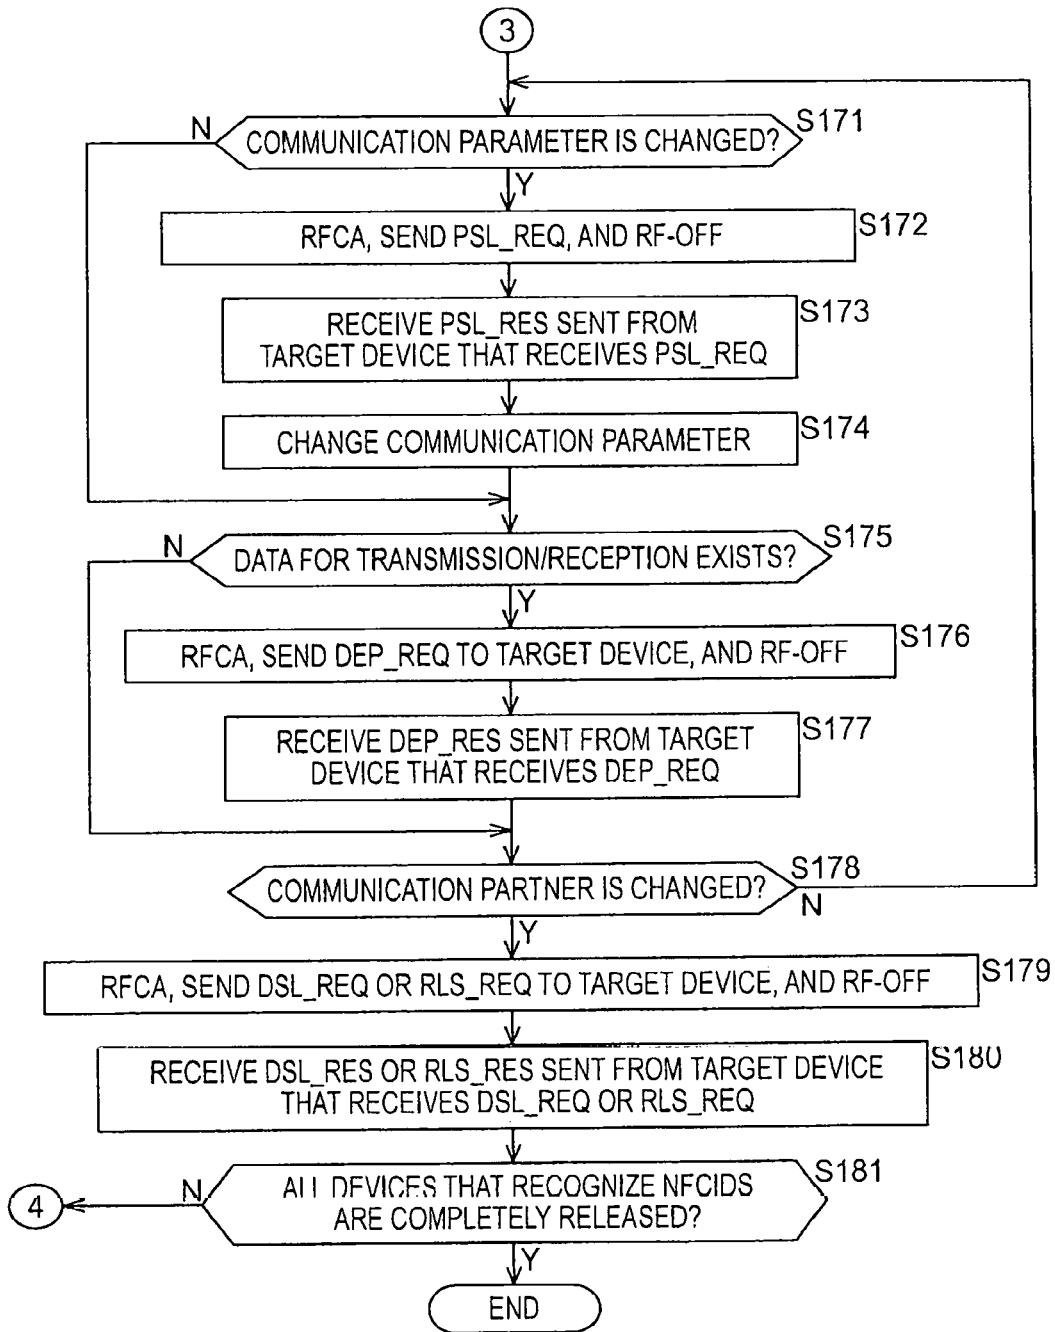 3
S171
N
COMMUNICATION PARAMETER IS CHANGED?
Y
S172
RFCA, SEND PSL_REQ, AND RF-OFF
S173
RECEIVE PSL_RES SENT FROM
TARGET DEVICE THAT RECEIVES PSL_REQ
S174
CHANGE COMMUNICATION PARAMETER
S175
N
DATA FOR TRANSMISSION/RECEPTION EXISTS?
Y
S176
RFCA, SEND DEP_REQ TO TARGET DEVICE, AND RF-OFF
S177
RECEIVE DEP_RES SENT FROM TARGET
DEVICE THAT RECEIVES DEP_REQ
S178
COMMUNICATION PARTNER IS CHANGED?
N
Y
S179
RFCA, SEND DSL_REQ OR RLS_REQ TO TARGET DEVICE, AND RF-OFF
S180
RECEIVE DSL_RES OR RLS_RES SENT FROM TARGET DEVICE
THAT RECEIVES DSL_REQ OR RLS_REQ
S181
N
4
ALL DEVICES THAT RECOGNIZE NFCIDS
ARE COMPLETELY RELEASED?
Y
END